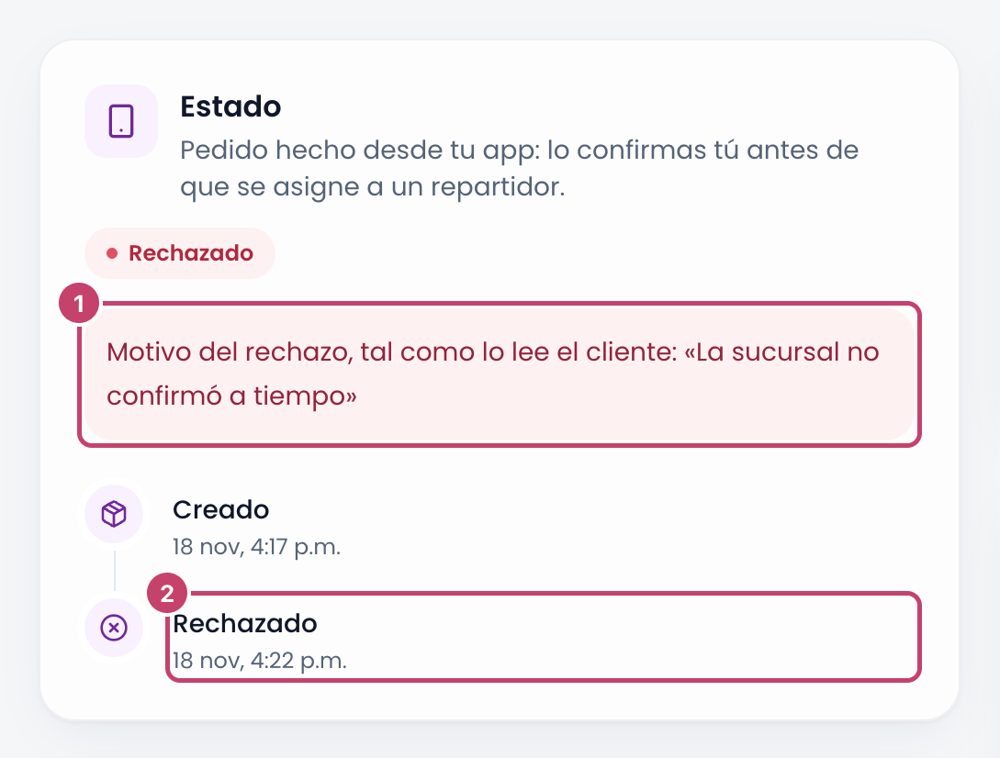 Estado
Pedido hecho desde tu app: lo confirmas tú antes de
que se asigne a un repartidor.
Rechazado
1
Motivo del rechazo, tal como lo lee el cliente: «La sucursal no
confirmó a tiempo»
Creado
18 nov, 4:17 p.m.
2
Rechazado
18 nov, 4:22 p.m.